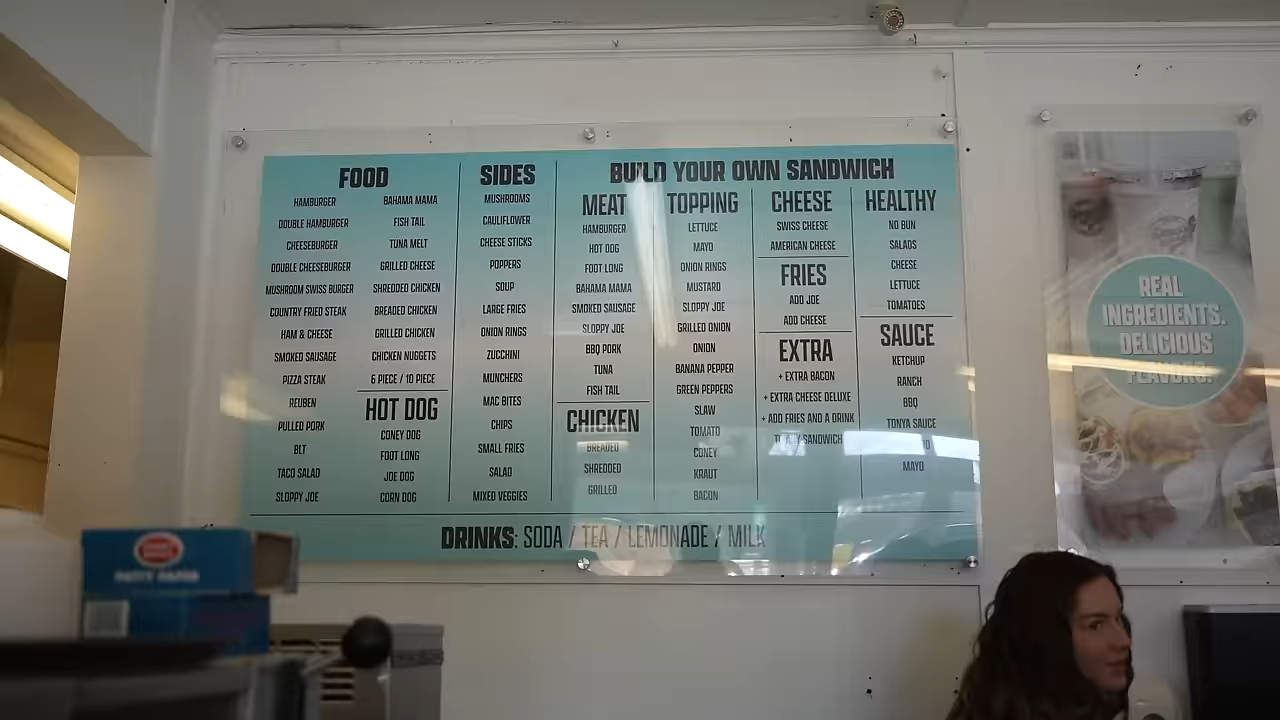 FOOD
HAMBURGER
DOUBLE HAMBURGER
CHEESEBURGER
DOUBLE CHEESEBURGER
MUSHROOM SWISS BURGER
COUNTRY FRIED STEAK
HAM & CHEESE
SMOKED SAUSAGE
PIZZA STEAK
REUBEN
PULLED PORK
BLT
TACO SALAD
SLOPPY JOE
BAHAMA MAMA
FISH TAIL
TUNA MELT
GRILLED CHEESE
SHREDDED CHICKEN
BREADED CHICKEN
GRILLED CHICKEN
CHICKEN NUGGETS
6 PIECE / 10 PIECE
HOT DOG
CONEY DOG
FOOT LONG
JOE DOG
CORN DOG
SIDES
MUSHROOMS
CAULIFLOWER
CHEESE STICKS
POPPERS
SOUP
LARGE FRIES
ONION RINGS
ZUCCHINI
MUNCHERS
MAC BITES
CHIPS
SMALL FRIES
SALAD
MIXED VEGGIES
BUILD YOUR OWN SANDWICH
MEAT
HAMBURGER
HOT DOG
FOOT LONG
BAHAMA MAMA
SMOKED SAUSAGE
SLOPPY JOE
BBQ PORK
TUNA
FISH TAIL
CHICKEN
BREADED
SHREDDED
GRILLED
TOPPING
LETTUCE
MAYO
ONION RINGS
MUSTARD
SLOPPY JOE
GRILLED ONION
ONION
BANANA PEPPER
GREEN PEPPERS
SLAW
TOMATO
CONEY
KRAUT
BACON
CHEESE
SWISS CHEESE
AMERICAN CHEESE
FRIES
ADD JOE
ADD CHEESE
EXTRA
+ EXTRA BACON
+ EXTRA CHEESE DELUXE
+ ADD FRIES AND A DRINK
TO ANY SANDWICH
HEALTHY
NO BUN
SALADS
CHEESE
LETTUCE
TOMATOES
SAUCE
KETCHUP
RANCH
BBQ
TONYA SAUCE
MAYO
DRINKS: SODA / TEA / LEMONADE / MILK
REAL
INGREDIENTS.
DELICIOUS
FLAVORS.